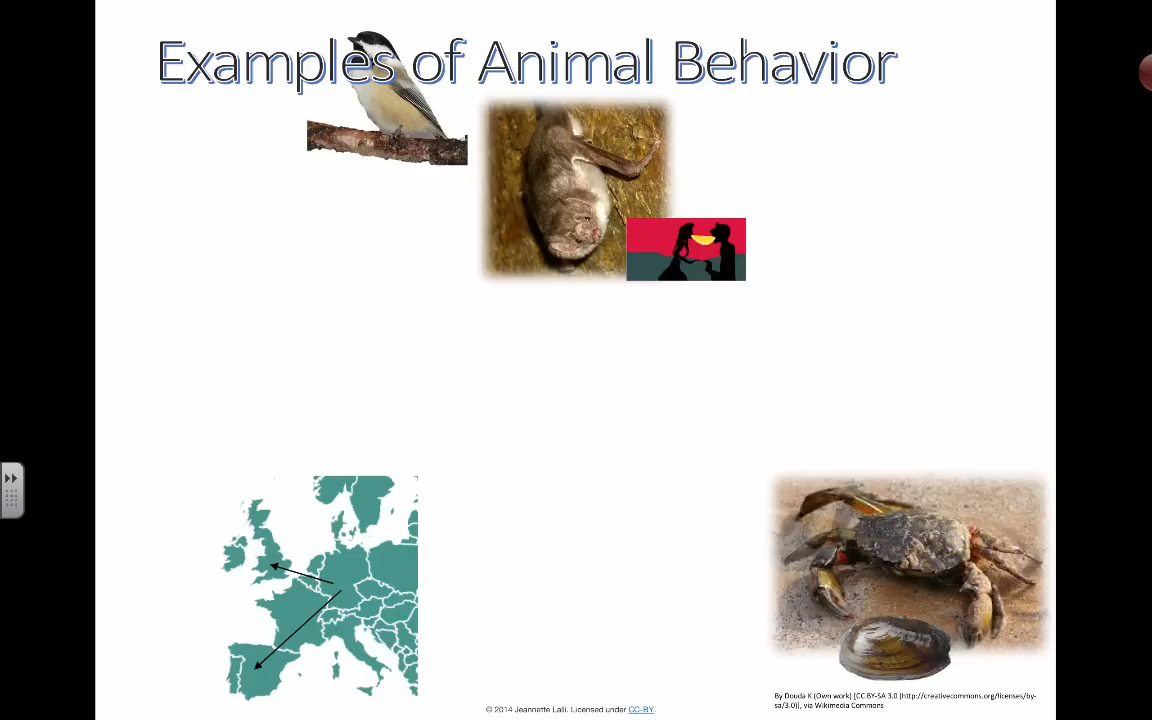 Examples of Animal Behavior
By Douda K (Own work) [CC BY-SA 3.0 (http://creativecommons.org/licenses/by-
sa/3.0)], via Wikimedia Commons
© 2014 Jeannette Lalli. Licensed under CC-BY.